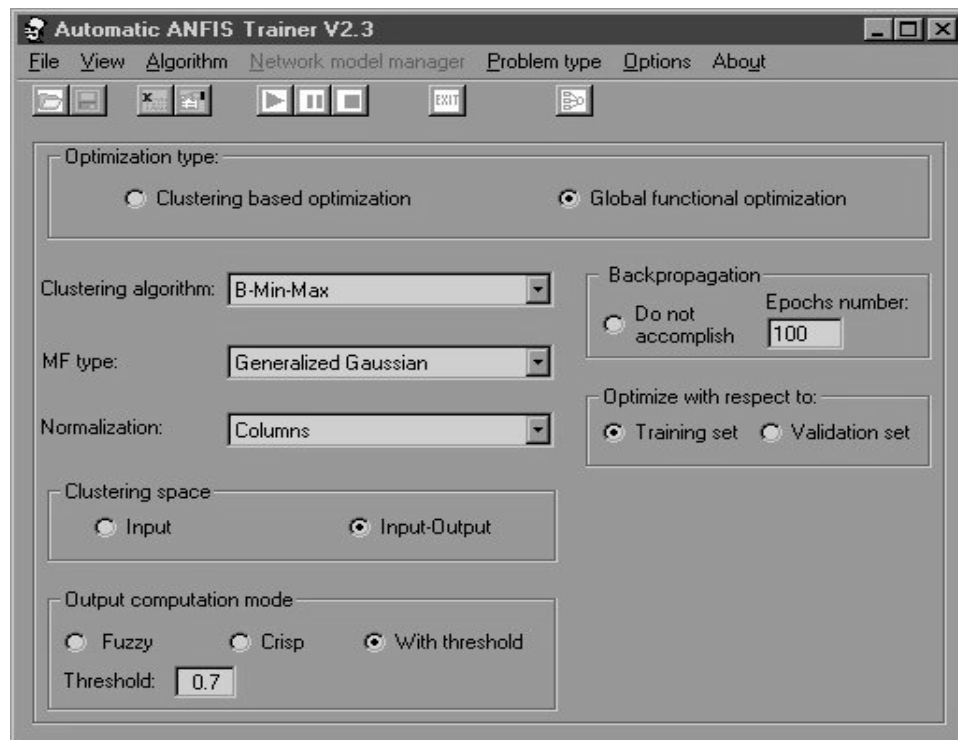 Automatic ANFIS Trainer V2.3
File View Algorithm Network model manager Problem type Options About
X EXIT
Optimization type:
Clustering based optimization Global functional optimization
Clustering algorithm: B-Min-Max
MF type: Generalized Gaussian
Normalization: Columns
Backpropagation
Do not accomplish
Epochs number:
100
Optimize with respect to:
Training set Validation set
Clustering space
Input Input-Output
Output computation mode
Fuzzy Crisp With threshold
Threshold: 0.7